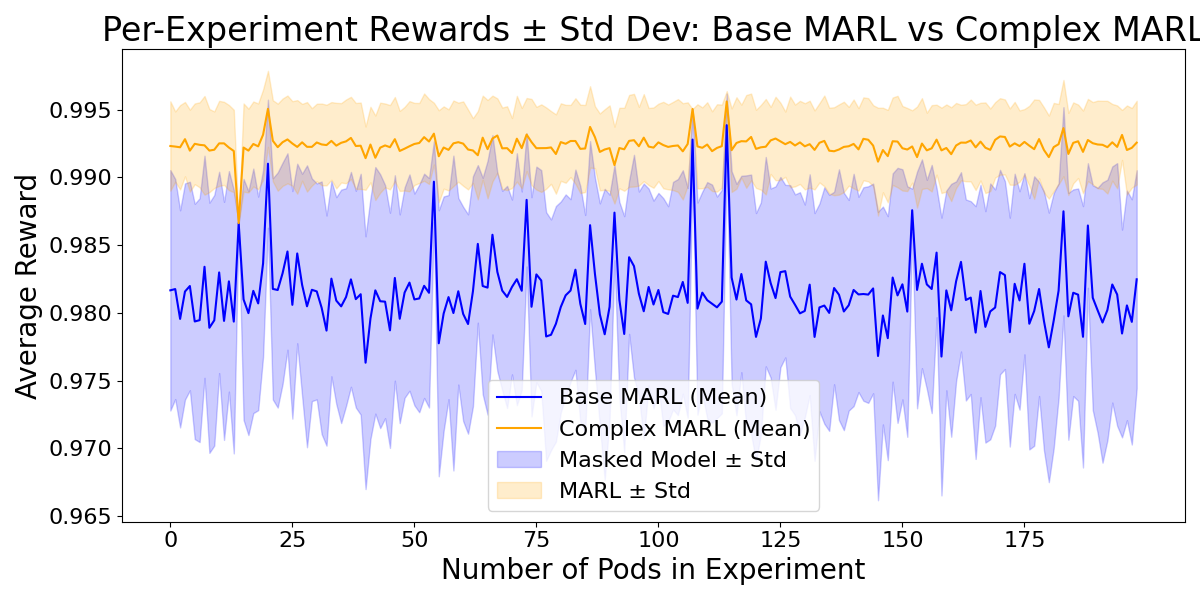 Per-Experiment Rewards ± Std Dev: Base MARL vs Complex MARL
Average Reward
0.995
0.990
0.985
0.980
0.975
0.970
0.965
Base MARL (Mean)
Complex MARL (Mean)
Masked Model ± Std
MARL ± Std
0 25 50 75 100 125 150 175
Number of Pods in Experiment